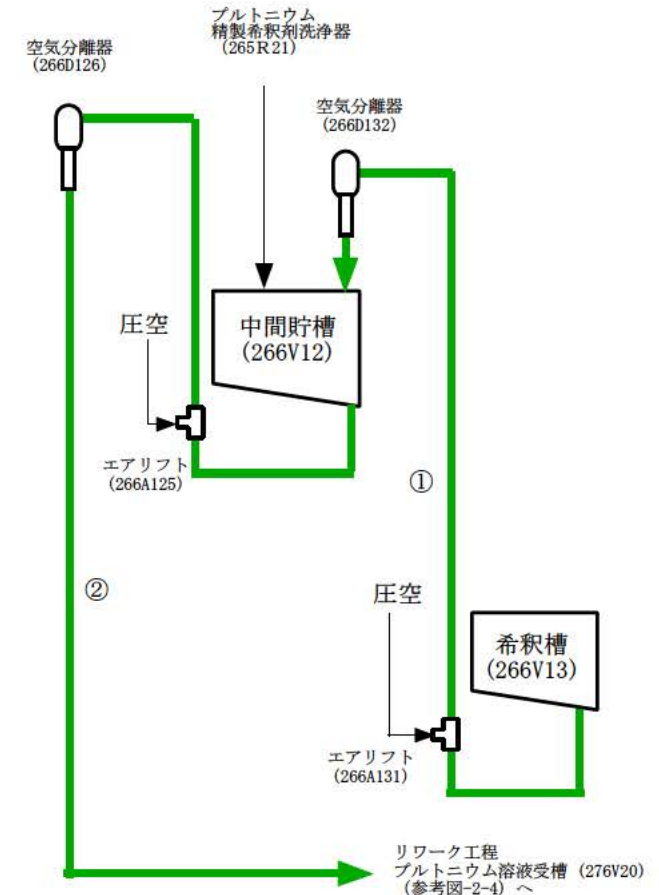 プルトニウム
精製希釈剤洗浄器
(265R21)
空気分離器
(266D126)
空気分離器
(266D132)
圧空
中間貯槽
(266V12)
エアリフト
(266A125)
①
②
圧空
希釈槽
(266V13)
エアリフト
(266A131)
リワーク工程
プルトニウム溶液受槽 (276V20)
(参考図-2-4) へ